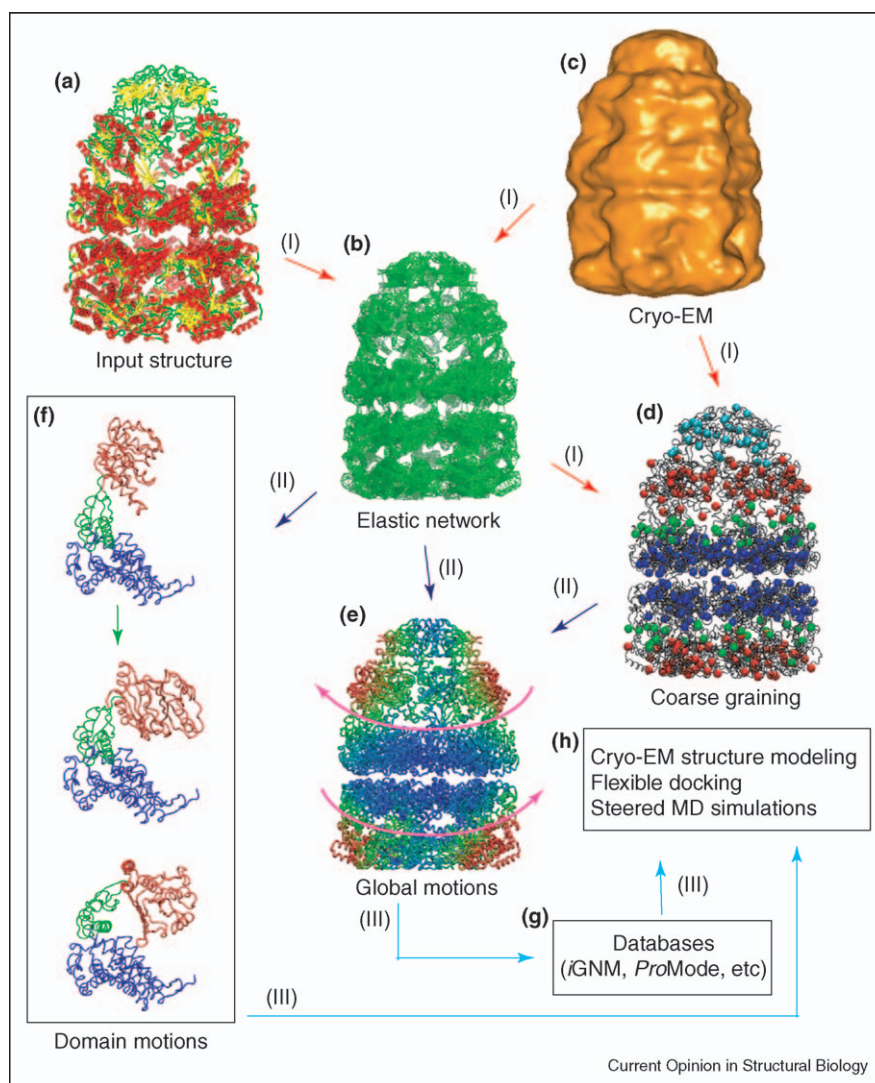 (a)
(c)
(I)
(I)
(b)
Input structure
Cryo-EM
(I)
(f)
(d)
(I)
(II)
Elastic network
(II)
(II)
(e)
Coarse graining
(h)
Cryo-EM structure modeling
Flexible docking
Steered MD simulations
Global motions
(III)
(III)
(g)
Databases
(iGNM, ProMode, etc)
(III)
Domain motions
Current Opinion in Structural Biology